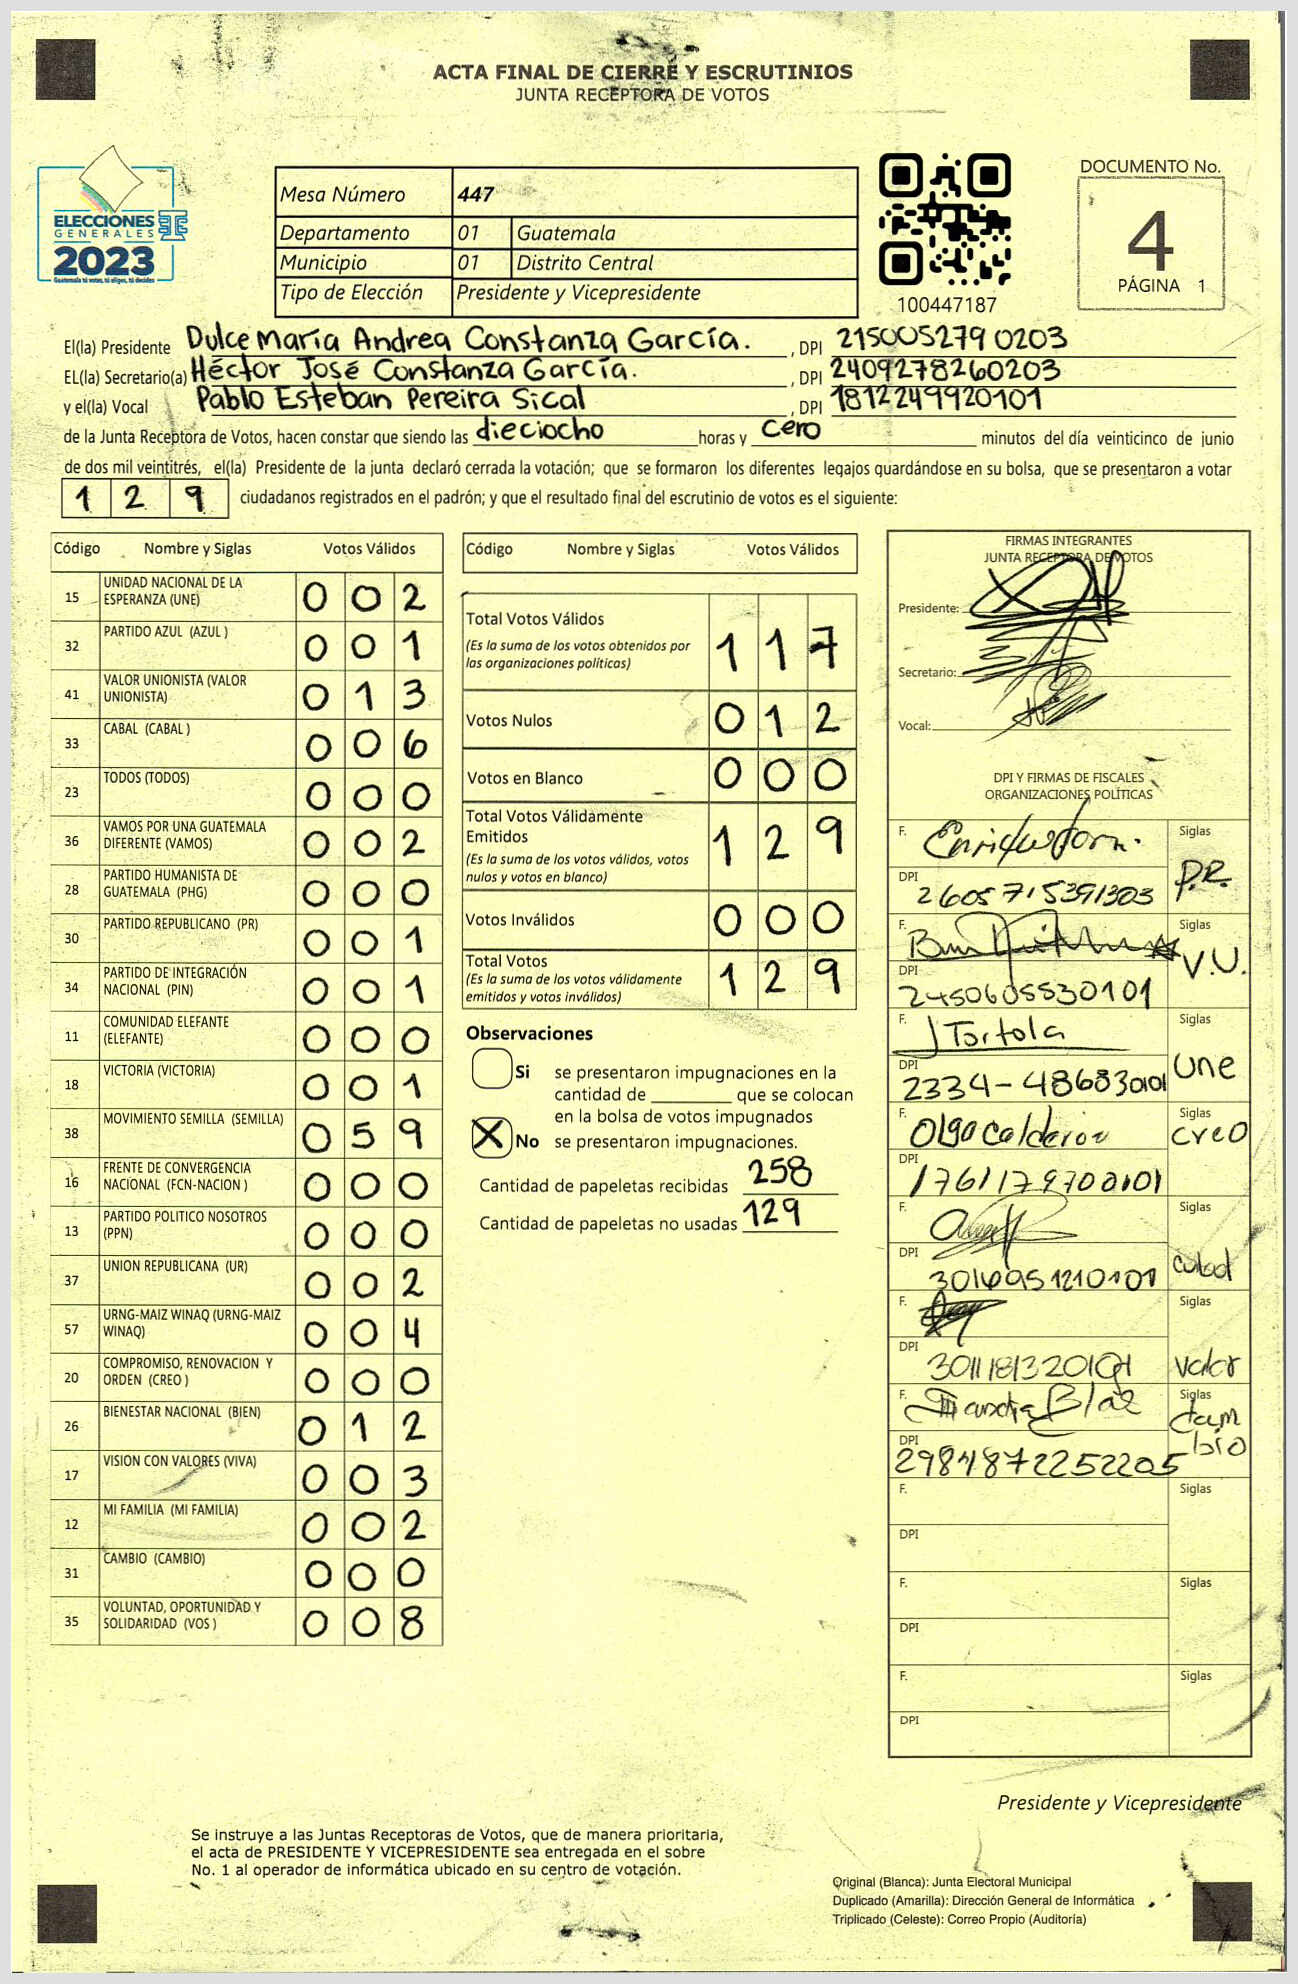 ACTA FINAL DE CIERRE Y ESCRUTINIOS
JUNTA RECEPTORA DE VOTOS
ELECCIONES
GENERALES
2023
Guatemala tú votas, tú eliges, tú decides
Mesa Número 447
Departamento 01 Guatemala
Municipio 01 Distrito Central
Tipo de Elección Presidente y Vicepresidente
100447187
DOCUMENTO No.
4
PÁGINA 1
El(la) Presidente Dulce María Andrea Constanza García. , DPI 215005279 0203
EL(la) Secretario(a) Héctor José Constanza García. , DPI 2409278260203
y el(la) Vocal Pablo Esteban Pereira Sical , DPI 1812249920101
de la Junta Receptora de Votos, hacen constar que siendo las dieciocho horas y cero minutos del día veinticinco de junio
de dos mil veintitrés, el(la) Presidente de la junta declaró cerrada la votación; que se formaron los diferentes legajos guardándose en su bolsa, que se presentaron a votar
1 2 9 ciudadanos registrados en el padrón; y que el resultado final del escrutinio de votos es el siguiente:
Código Nombre y Siglas Votos Válidos
15 UNIDAD NACIONAL DE LA ESPERANZA (UNE) 0 0 2
32 PARTIDO AZUL (AZUL ) 0 0 1
41 VALOR UNIONISTA (VALOR UNIONISTA) 0 1 3
33 CABAL (CABAL ) 0 0 6
23 TODOS (TODOS) 0 0 0
36 VAMOS POR UNA GUATEMALA DIFERENTE (VAMOS) 0 0 2
28 PARTIDO HUMANISTA DE GUATEMALA (PHG) 0 0 0
30 PARTIDO REPUBLICANO (PR) 0 0 1
34 PARTIDO DE INTEGRACIÓN NACIONAL (PIN) 0 0 1
11 COMUNIDAD ELEFANTE (ELEFANTE) 0 0 0
18 VICTORIA (VICTORIA) 0 0 1
38 MOVIMIENTO SEMILLA (SEMILLA) 0 5 9
16 FRENTE DE CONVERGENCIA NACIONAL (FCN-NACION ) 0 0 0
13 PARTIDO POLITICO NOSOTROS (PPN) 0 0 0
37 UNION REPUBLICANA (UR) 0 0 2
57 URNG-MAIZ WINAQ (URNG-MAIZ WINAQ) 0 0 4
20 COMPROMISO, RENOVACION Y ORDEN (CREO ) 0 0 0
26 BIENESTAR NACIONAL (BIEN) 0 1 2
17 VISION CON VALORES (VIVA) 0 0 3
12 MI FAMILIA (MI FAMILIA) 0 0 2
31 CAMBIO (CAMBIO) 0 0 0
35 VOLUNTAD, OPORTUNIDAD Y SOLIDARIDAD (VOS ) 0 0 8
Código Nombre y Siglas Votos Válidos
Total Votos Válidos 1 1 7
(Es la suma de los votos obtenidos por
las organizaciones políticas)
Votos Nulos 0 1 2
Votos en Blanco 0 0 0
Total Votos Válidamente
Emitidos 1 2 9
(Es la suma de los votos válidos, votos
nulos y votos en blanco)
Votos Inválidos 0 0 0
Total Votos 1 2 9
(Es la suma de los votos válidamente
emitidos y votos inválidos)
Observaciones
Si se presentaron impugnaciones en la
cantidad de ________ que se colocan
en la bolsa de votos impugnados
X No se presentaron impugnaciones.
Cantidad de papeletas recibidas 258
Cantidad de papeletas no usadas 129
FIRMAS INTEGRANTES
JUNTA RECEPTORA DE VOTOS
Presidente:
Secretario:
Vocal:
DPI Y FIRMAS DE FISCALES
ORGANIZACIONES POLÍTICAS
F. Siglas P.R.
DPI 2605715391303
F. Siglas V.U.
DPI 2450605530101
F. J Tortola Siglas une
DPI 2334-486830101
F. Olga Calderon Siglas creo
DPI 1761179700101
F. Siglas
DPI 3014951210101
F. Siglas valor
DPI 3011181320101
F. Siglas cambio
DPI 2984872252205
F. Siglas
DPI
F. Siglas
DPI
F. Siglas
DPI
Presidente y Vicepresidente
Se instruye a las Juntas Receptoras de Votos, que de manera prioritaria,
el acta de PRESIDENTE Y VICEPRESIDENTE sea entregada en el sobre
No. 1 al operador de informática ubicado en su centro de votación.
Original (Blanca): Junta Electoral Municipal
Duplicado (Amarilla): Dirección General de Informática
Triplicado (Celeste): Correo Propio (Auditoría)